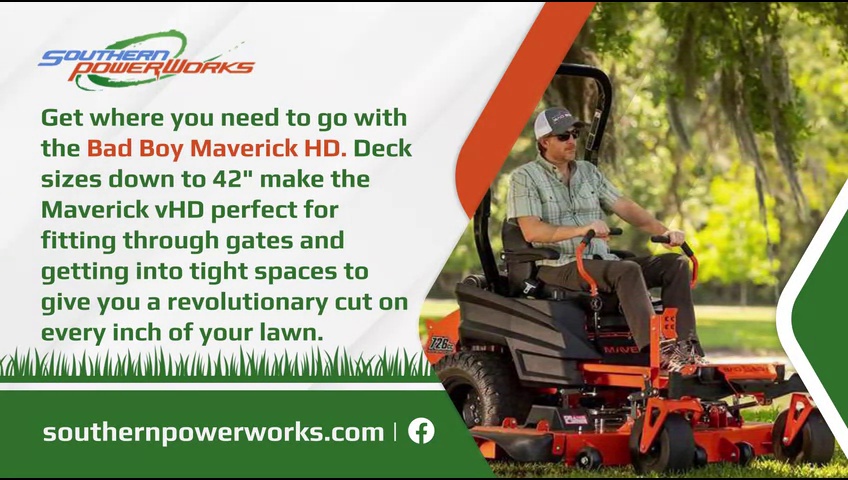 SOUTHERN
POWERWORKS
Get where you need to go with
the Bad Boy Maverick HD. Deck
sizes down to 42" make the
Maverick vHD perfect for
fitting through gates and
getting into tight spaces to
give you a revolutionary cut on
every inch of your lawn.
southernpowerworks.com |
726